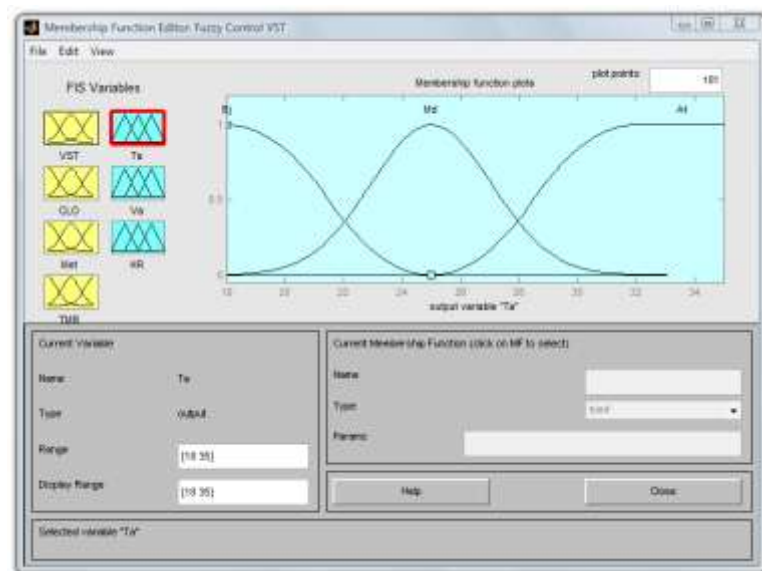 Membership Function Editor: Fuzzy Control VST
File Edit View
FIS Variables
VST Ta
CLO Va
Met HR
TMR
Membership function plots
plot points:
181
Bj Md At
1
0.5
0
18 20 22 24 26 28 30 32 34
output variable "Ta"
Current Variable
Name Ta
Type output
Range [18 35]
Display Range [18 35]
Current Membership Function (click on MF to select)
Name
Type
Params
Help Close
Selected variable "Ta"